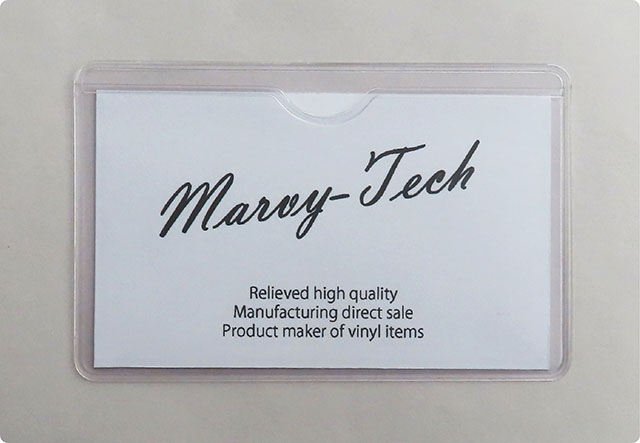 Marvy-Tech
Relieved high quality
Manufacturing direct sale
Product maker of vinyl items